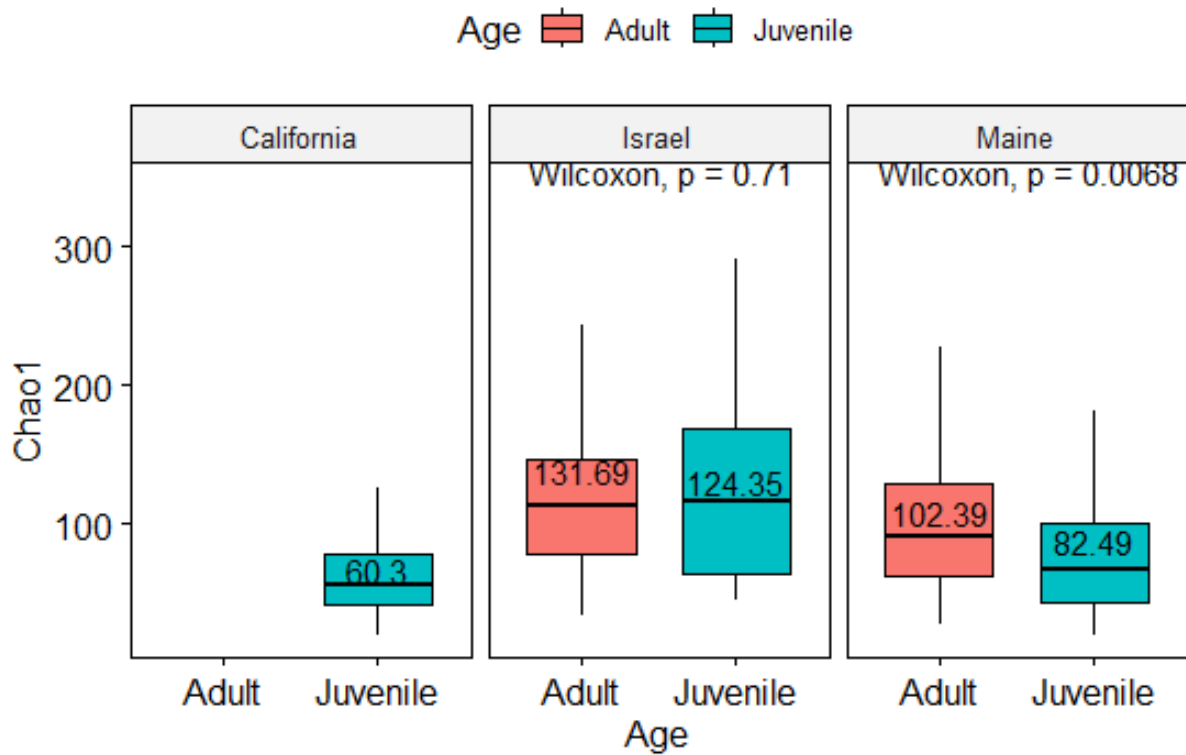 Age Adult Juvenile
California Israel Maine
Wilcoxon, p = 0.71 Wilcoxon, p = 0.0068
300
200
100
Chao1
60.3 131.69 124.35 102.39 82.49
Adult Juvenile Adult Juvenile Adult Juvenile
Age